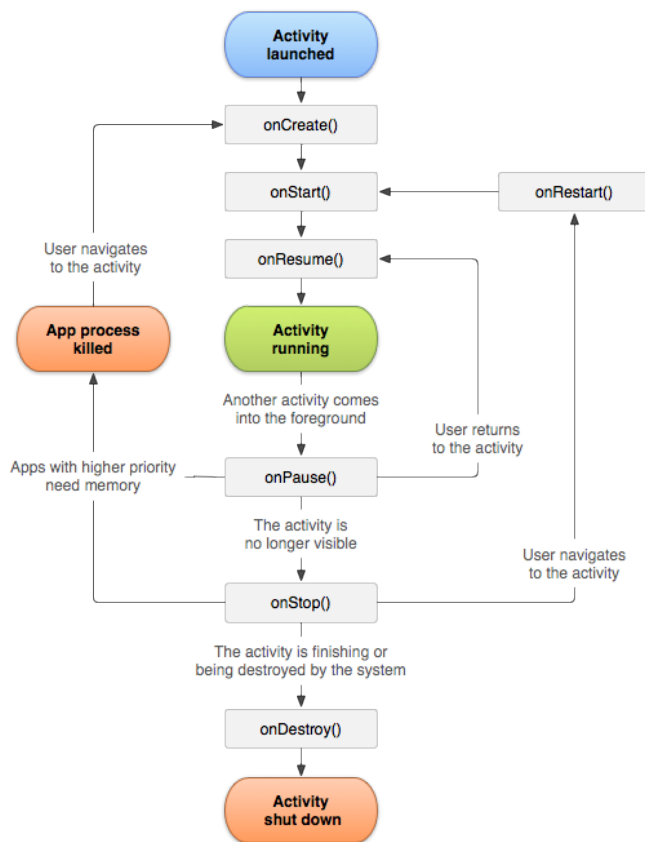 Activity
launched
onCreate()
onStart()
onRestart()
User navigates
to the activity
onResume()
App process
killed
Activity
running
Another activity comes
into the foreground
User returns
to the activity
Apps with higher priority
need memory
onPause()
The activity is
no longer visible
User navigates
to the activity
onStop()
The activity is finishing or
being destroyed by the system
onDestroy()
Activity
shut down